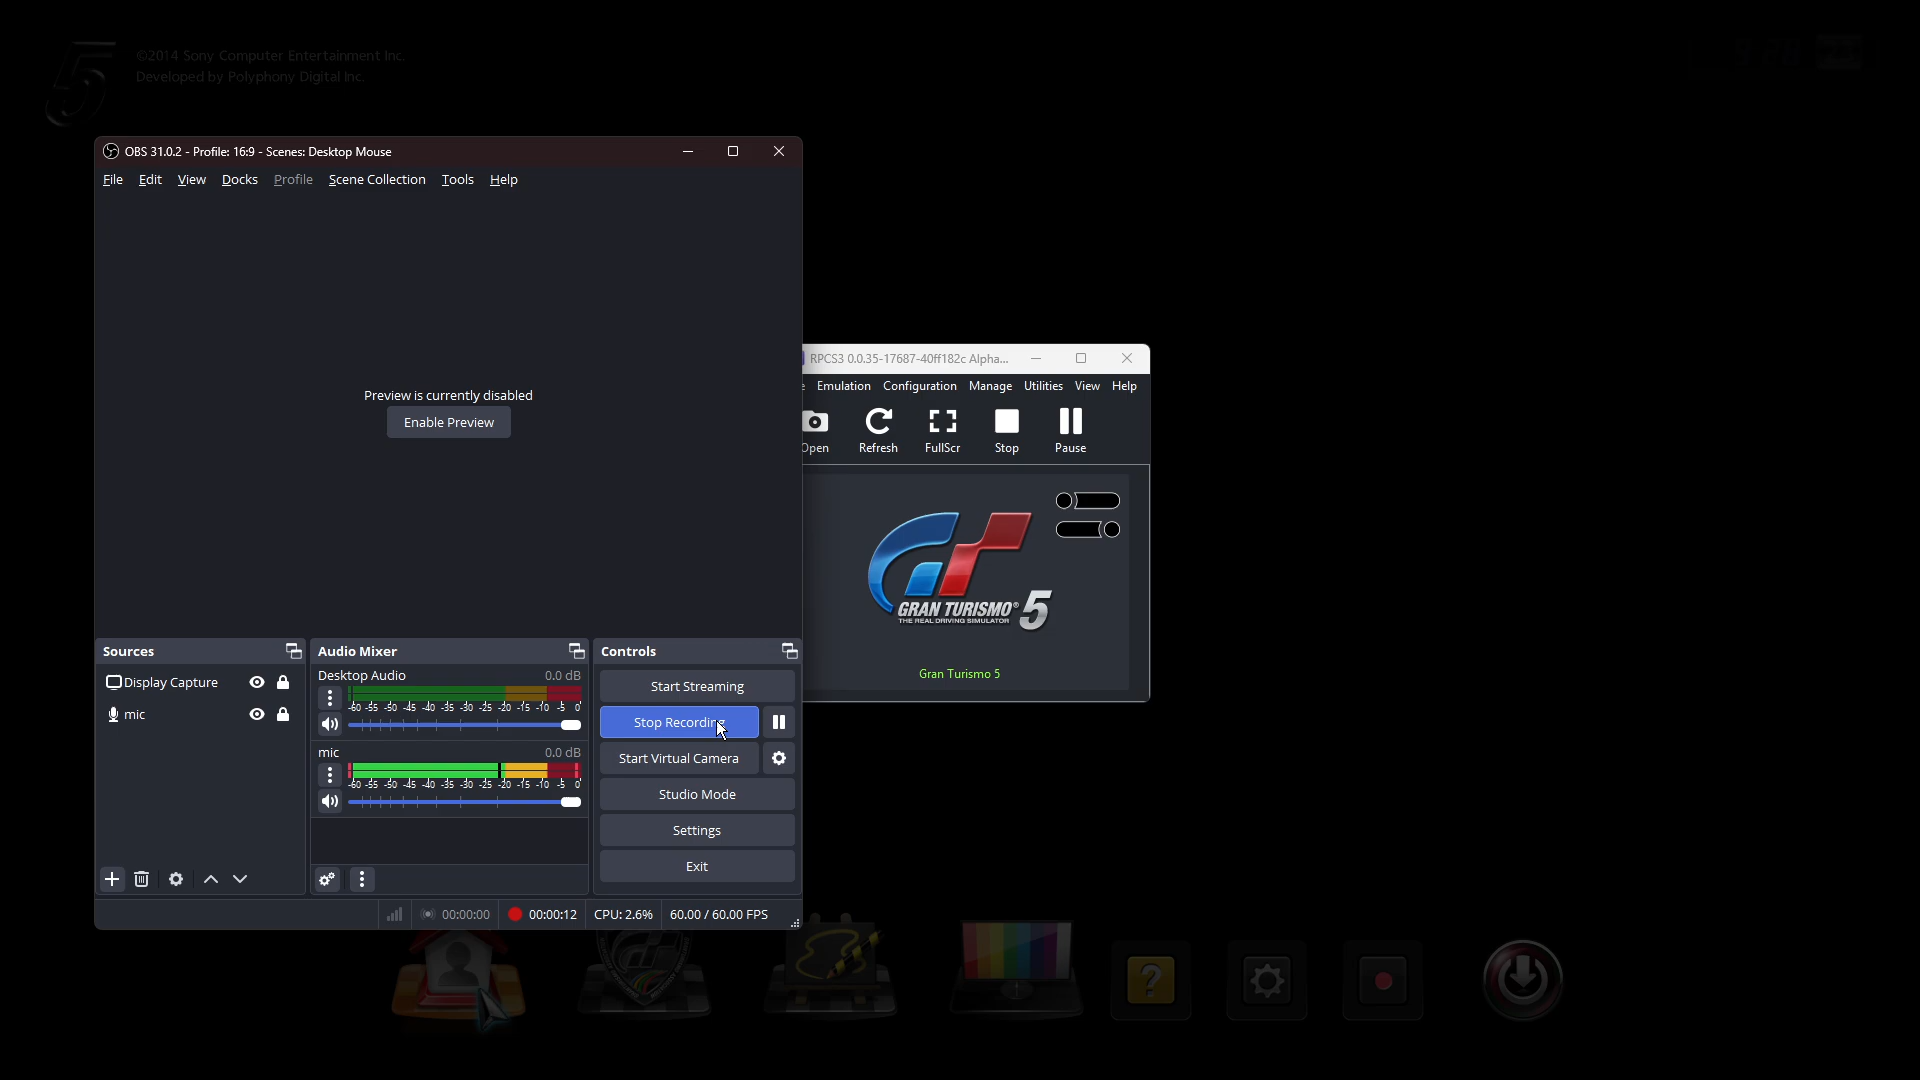 5
©2014 Sony Computer Entertainment Inc.
Developed by Polyphony Digital Inc.
OBS 31.0.2 - Profile: 16:9 - Scenes: Desktop Mouse
File Edit View Docks Profile Scene Collection Tools Help
Preview is currently disabled
Enable Preview
RPCS3 0.0.35-17687-40ff182c Alpha...
Emulation Configuration Manage Utilities View Help
Open Refresh FullScr Stop Pause
GRAN TURISMO® 5
THE REAL DRIVING SIMULATOR
Gran Turismo 5
Sources
Display Capture
mic
Audio Mixer
Desktop Audio 0.0 dB
-60 -55 -50 -45 -40 -35 -30 -25 -20 -15 -10 -5 0
mic 0.0 dB
-60 -55 -50 -45 -40 -35 -30 -25 -20 -15 -10 -5 0
Controls
Start Streaming
Stop Recording
Start Virtual Camera
Studio Mode
Settings
Exit
00:00:00 00:00:12 CPU: 2.6% 60.00 / 60.00 FPS
?